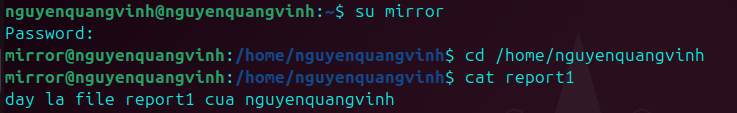 nguyenquangvinh@nguyenquangvinh:~$ su mirror
Password:
mirror@nguyenquangvinh:/home/nguyenquangvinh$ cd /home/nguyenquangvinh
mirror@nguyenquangvinh:/home/nguyenquangvinh$ cat report1
day la file report1 cua nguyenquangvinh